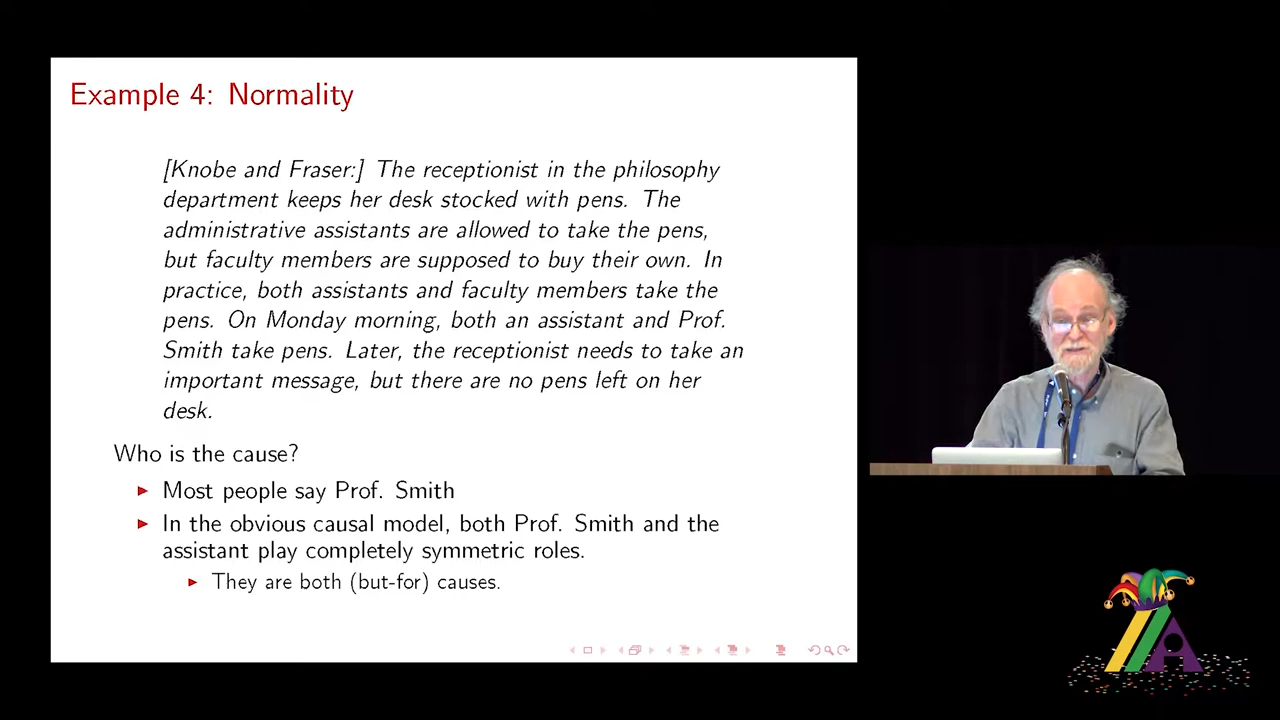 Example 4: Normality
[Knobe and Fraser:] The receptionist in the philosophy
department keeps her desk stocked with pens. The
administrative assistants are allowed to take the pens,
but faculty members are supposed to buy their own. In
practice, both assistants and faculty members take the
pens. On Monday morning, both an assistant and Prof.
Smith take pens. Later, the receptionist needs to take an
important message, but there are no pens left on her
desk.
Who is the cause?
Most people say Prof. Smith
In the obvious causal model, both Prof. Smith and the
assistant play completely symmetric roles.
They are both (but-for) causes.